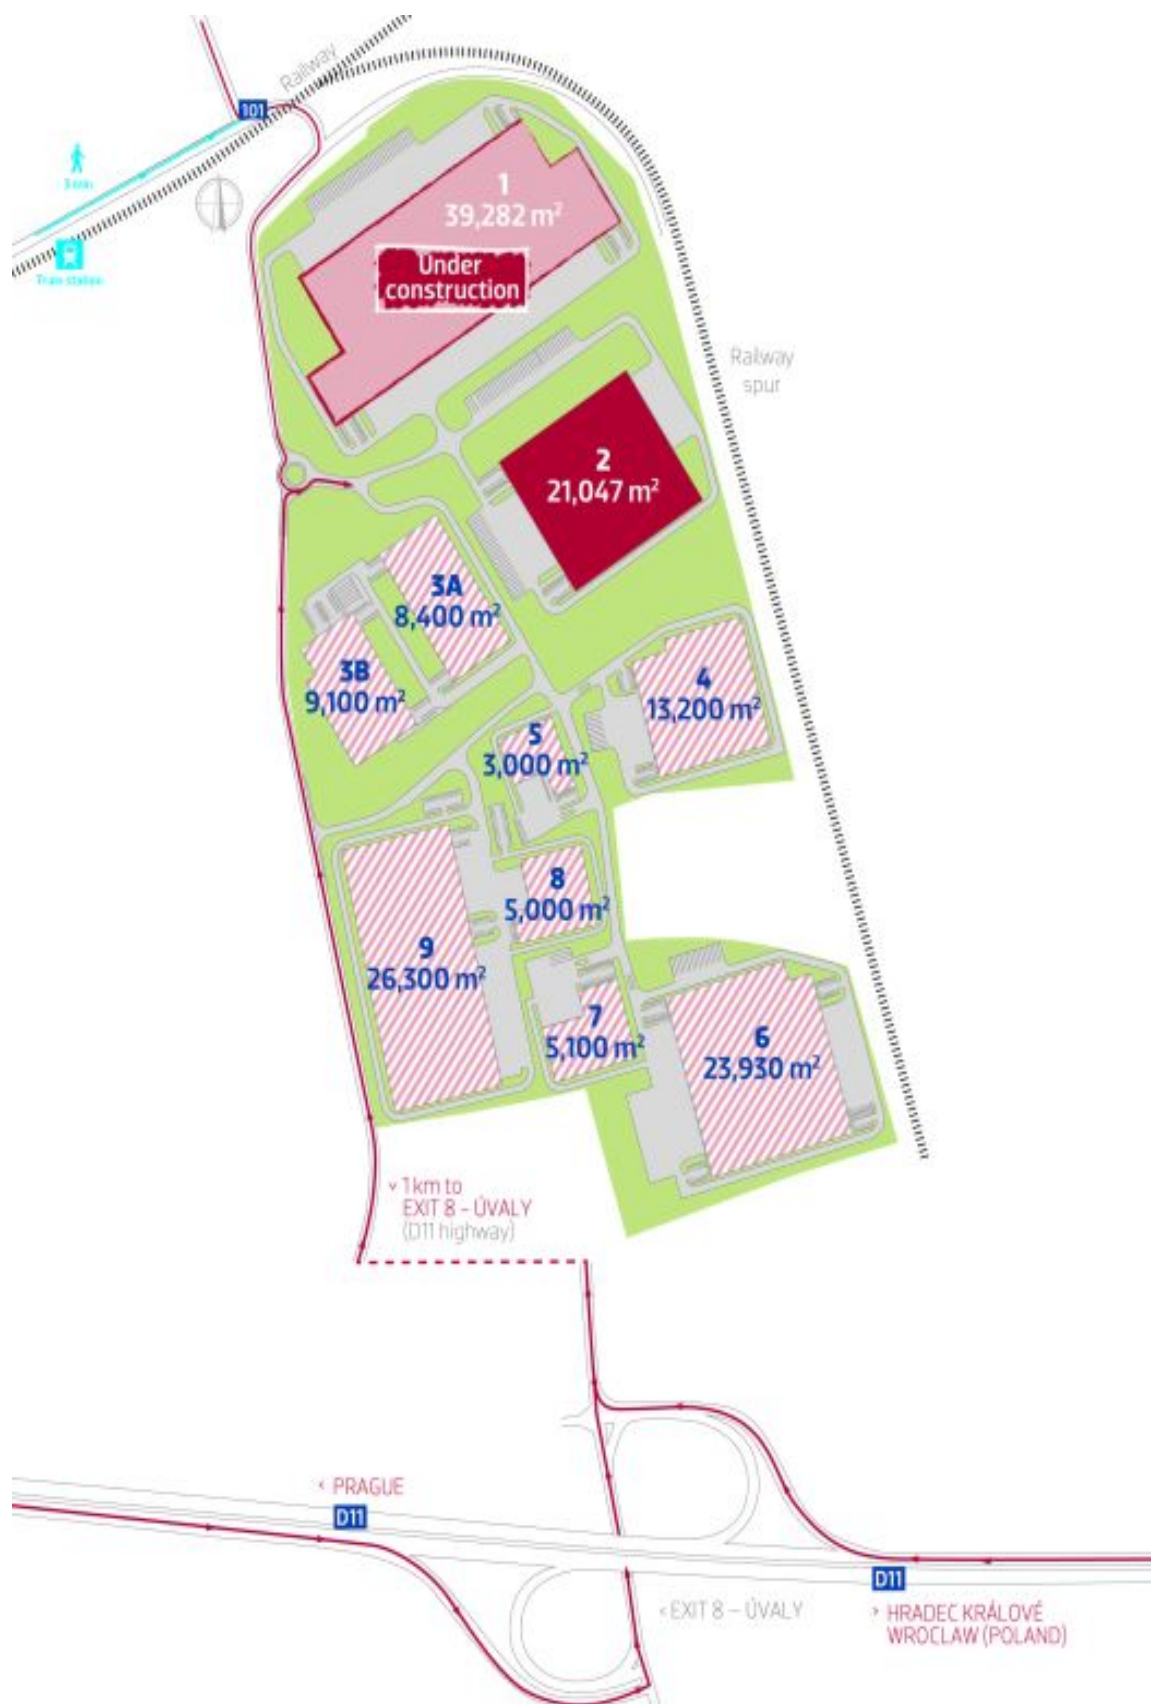 Railway
101
3 min
Train station
1
39,282 m²
Under
construction
Railway
spur
2
21,047 m²
3A
8,400 m²
3B
9,100 m²
4
13,200 m²
5
3,000 m²
8
5,000 m²
9
26,300 m²
7
5,100 m²
6
23,930 m²
˅ 1 km to
EXIT 8 – ÚVALY
(D11 highway)
‹ PRAGUE
D11
D11
‹ EXIT 8 – ÚVALY
› HRADEC KRÁLOVÉ
WROCLAW (POLAND)